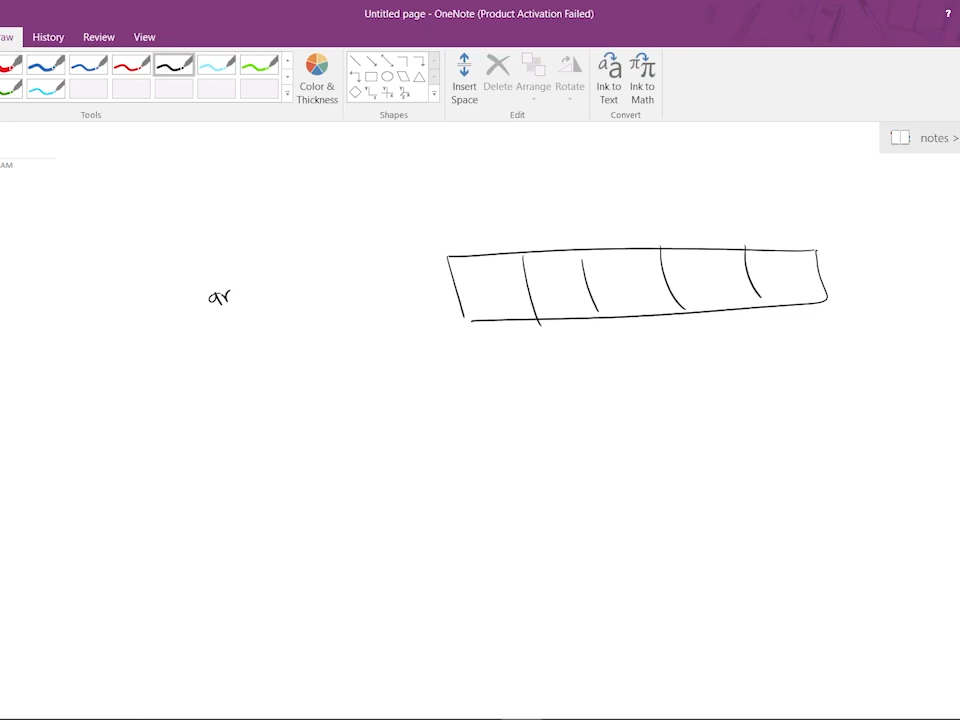 Untitled page - OneNote (Product Activation Failed)
?
aw History Review View
Color & Thickness
Insert Space
Delete
Arrange
Rotate
Ink to Text
Ink to Math
Tools
Shapes
Edit
Convert
notes >
AM
ar